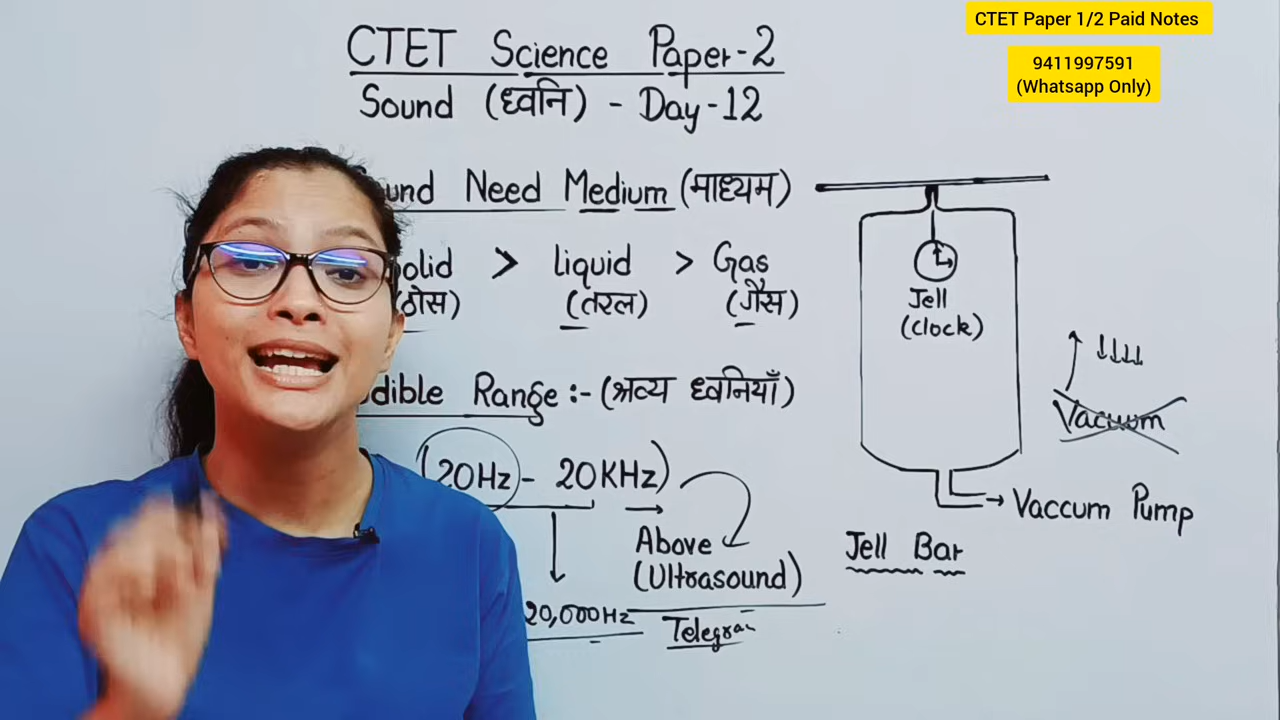 CTET Paper 1/2 Paid Notes
9411997591
(Whatsapp Only)
CTET Science Paper-2
Sound (ध्वनि) - Day-12
Need Medium (माध्यम)
> Liquid > Gas
(ठोस) (तरल) (गैस)
Range :- (श्रव्य ध्वनियाँ)
(20Hz - 20KHz)
Above
(Ultrasound)
20,000Hz
Jell
(clock)
Vacuum
Vaccum Pump
Jell Bar